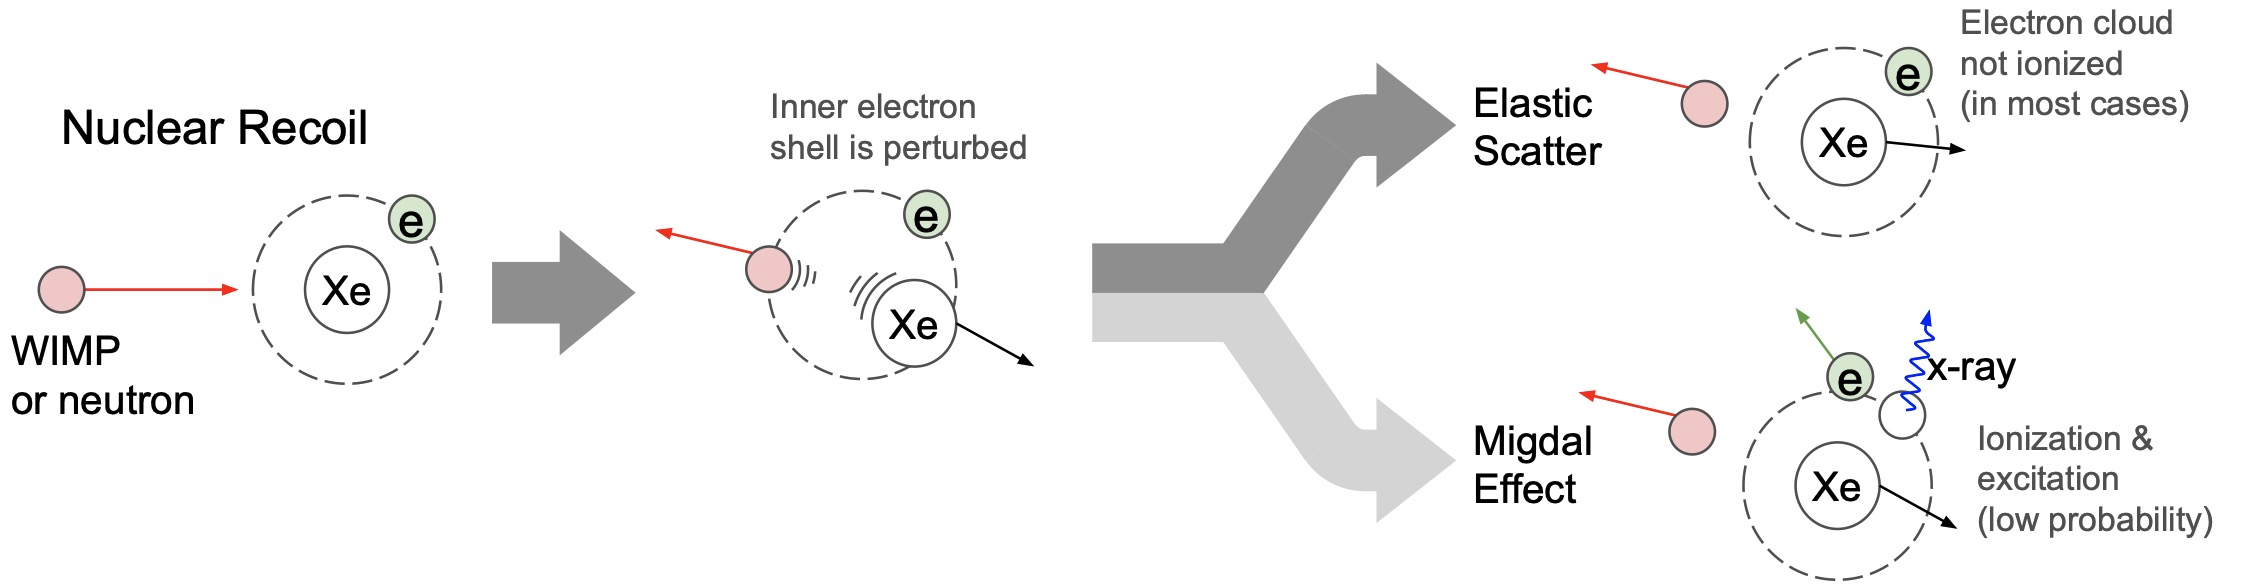 Nuclear Recoil
e
Xe
WIMP
or neutron
Inner electron
shell is perturbed
e
Xe
Elastic
Scatter
e
Xe
Electron cloud
not ionized
(in most cases)
Migdal
Effect
e
x-ray
Xe
Ionization &
excitation
(low probability)